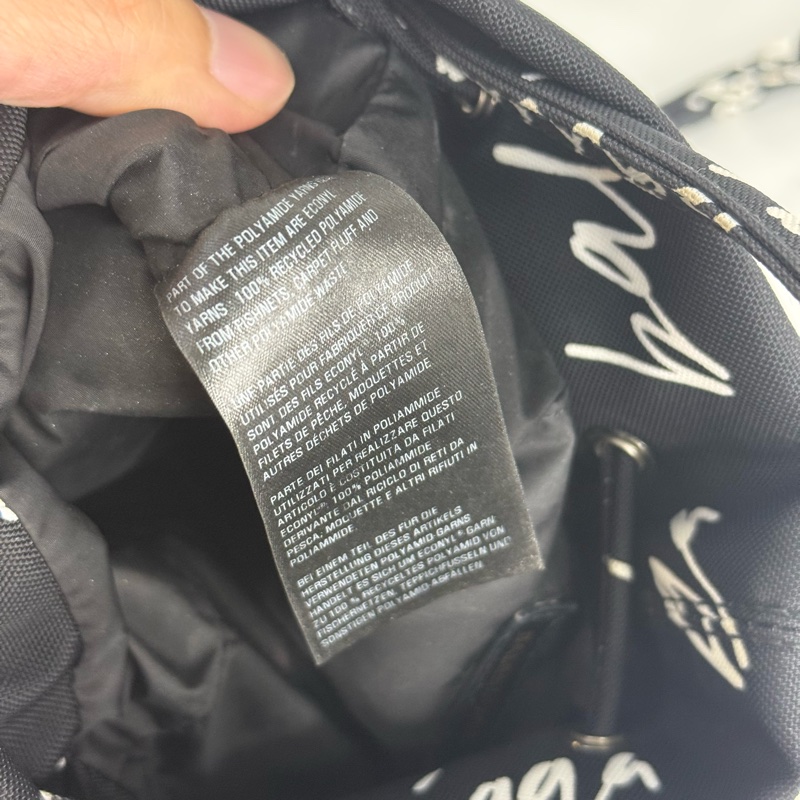 PART OF THE POLYAMIDE YARNS
TO MAKE THIS ITEM ARE ECONYL
YARNS 100% RECYCLED POLYAMIDE
FROM FISHNETS, CARPET FLUFF AND
OTHER POLYAMIDE WASTE
UNE PARTIE DES FILS DE POLYAMIDE
UTILISÉS POUR FABRIQUER CE PRODUIT
SONT DES FILS ECONYL 100%
POLYAMIDE RECYCLÉ À PARTIR DE
FILETS DE PÊCHE, MOQUETTES ET
AUTRES DÉCHETS DE POLYAMIDE
PARTE DEI FILATI IN POLIAMMIDE
UTILIZZATI PER REALIZZARE QUESTO
ARTICOLO È COSTITUITA DA FILATI
ECONYL® 100% POLIAMMIDE
DERIVANTE DAL RICICLO DI RETI DA
PESCA, MOQUETTE E ALTRI RIFIUTI IN
POLIAMMIDE
BEI EINEM TEIL DES FÜR DIE
HERSTELLUNG DIESES ARTIKELS
VERWENDETEN POLYAMID GARNS
HANDELT ES SICH UM ECONYL® GARN
ZU 100 % RECYCELTES POLYAMID VON
FISCHERNETZEN, TEPPICHFUSSELN UND
SONSTIGEN POLYAMID-ABFÄLLEN.
bal